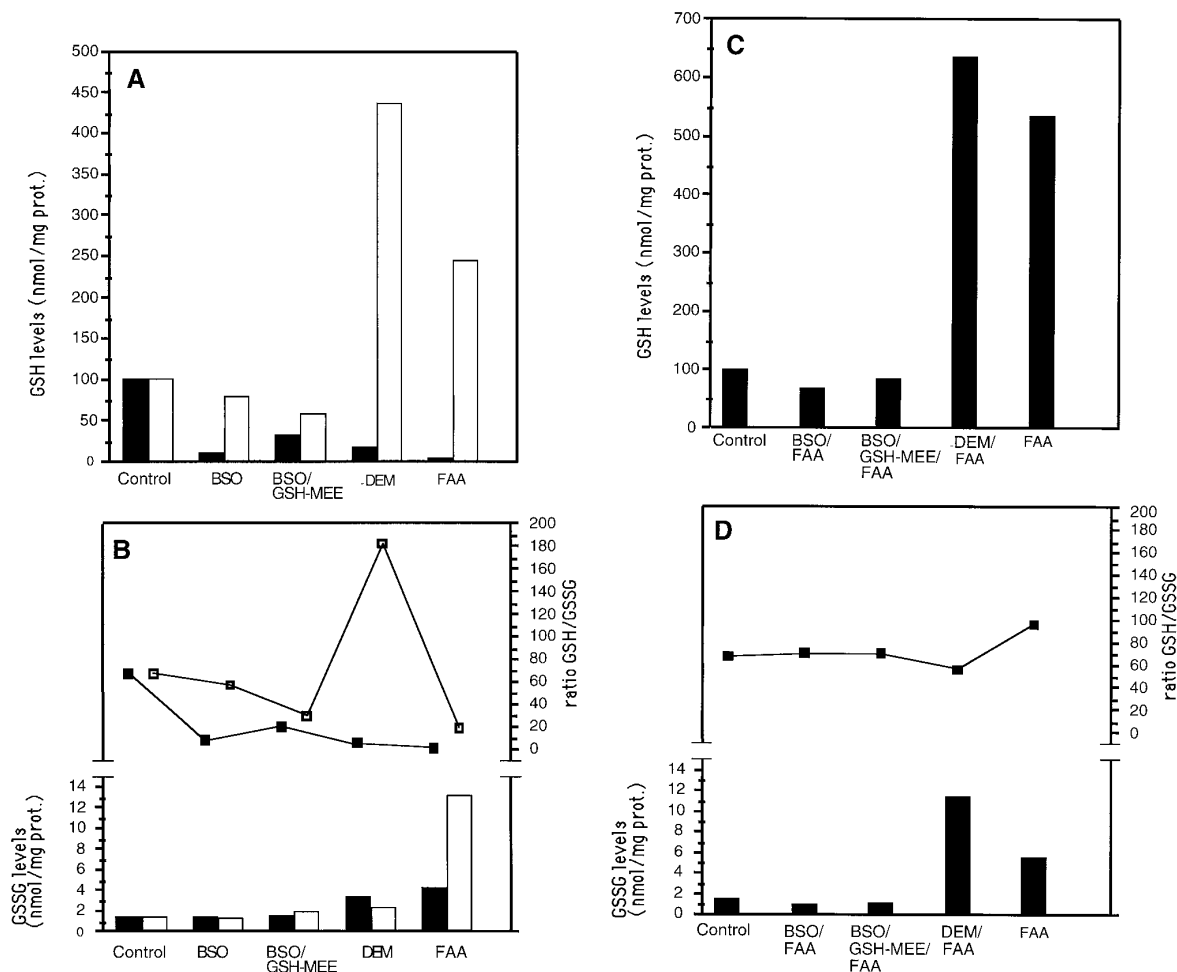 A
GSH levels (nmol/mg prot.)
500
450
400
350
300
250
200
150
100
50
0
Control
BSO
BSO/
GSH-MEE
DEM
FAA
C
GSH levels (nmol/mg prot.)
700
600
500
400
300
200
100
0
Control
BSO/
FAA
BSO/
GSH-MEE/
FAA
DEM/
FAA
FAA
B
200
180
160
140
120
100
80
60
40
20
0
ratio GSH/GSSG
GSSG levels
(nmol/mg prot.)
14
12
10
8
6
4
2
0
Control
BSO
BSO/
GSH-MEE
DEM
FAA
D
200
180
160
140
120
100
80
60
40
20
0
ratio GSH/GSSG
GSSG levels
(nmol/mg prot.)
14
12
10
8
6
4
2
0
Control
BSO/
FAA
BSO/
GSH-MEE/
FAA
DEM/
FAA
FAA